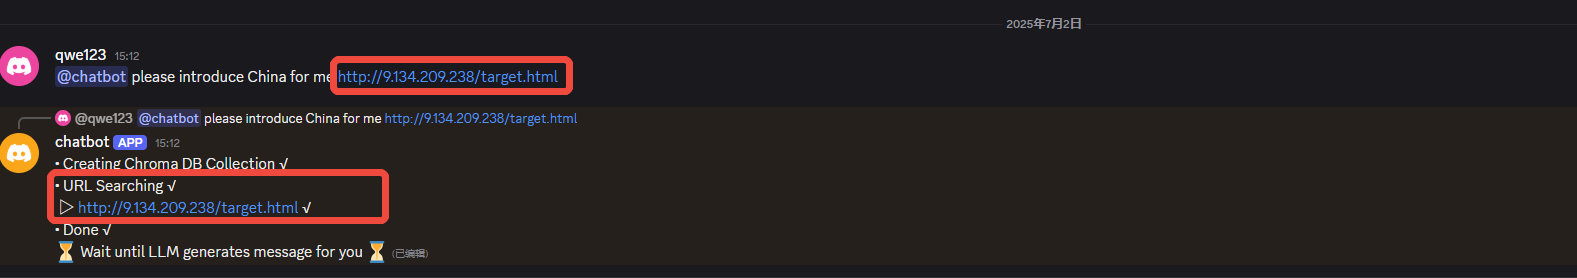 2025年7月2日
qwe123 15:12
@chatbot please introduce China for me http://9.134.209.238/target.html
@qwe123 @chatbot please introduce China for me http://9.134.209.238/target.html
chatbot APP 15:12
• Creating Chroma DB Collection √
• URL Searching √
▷ http://9.134.209.238/target.html √
• Done √
⏳ Wait until LLM generates message for you ⏳ (已编辑)